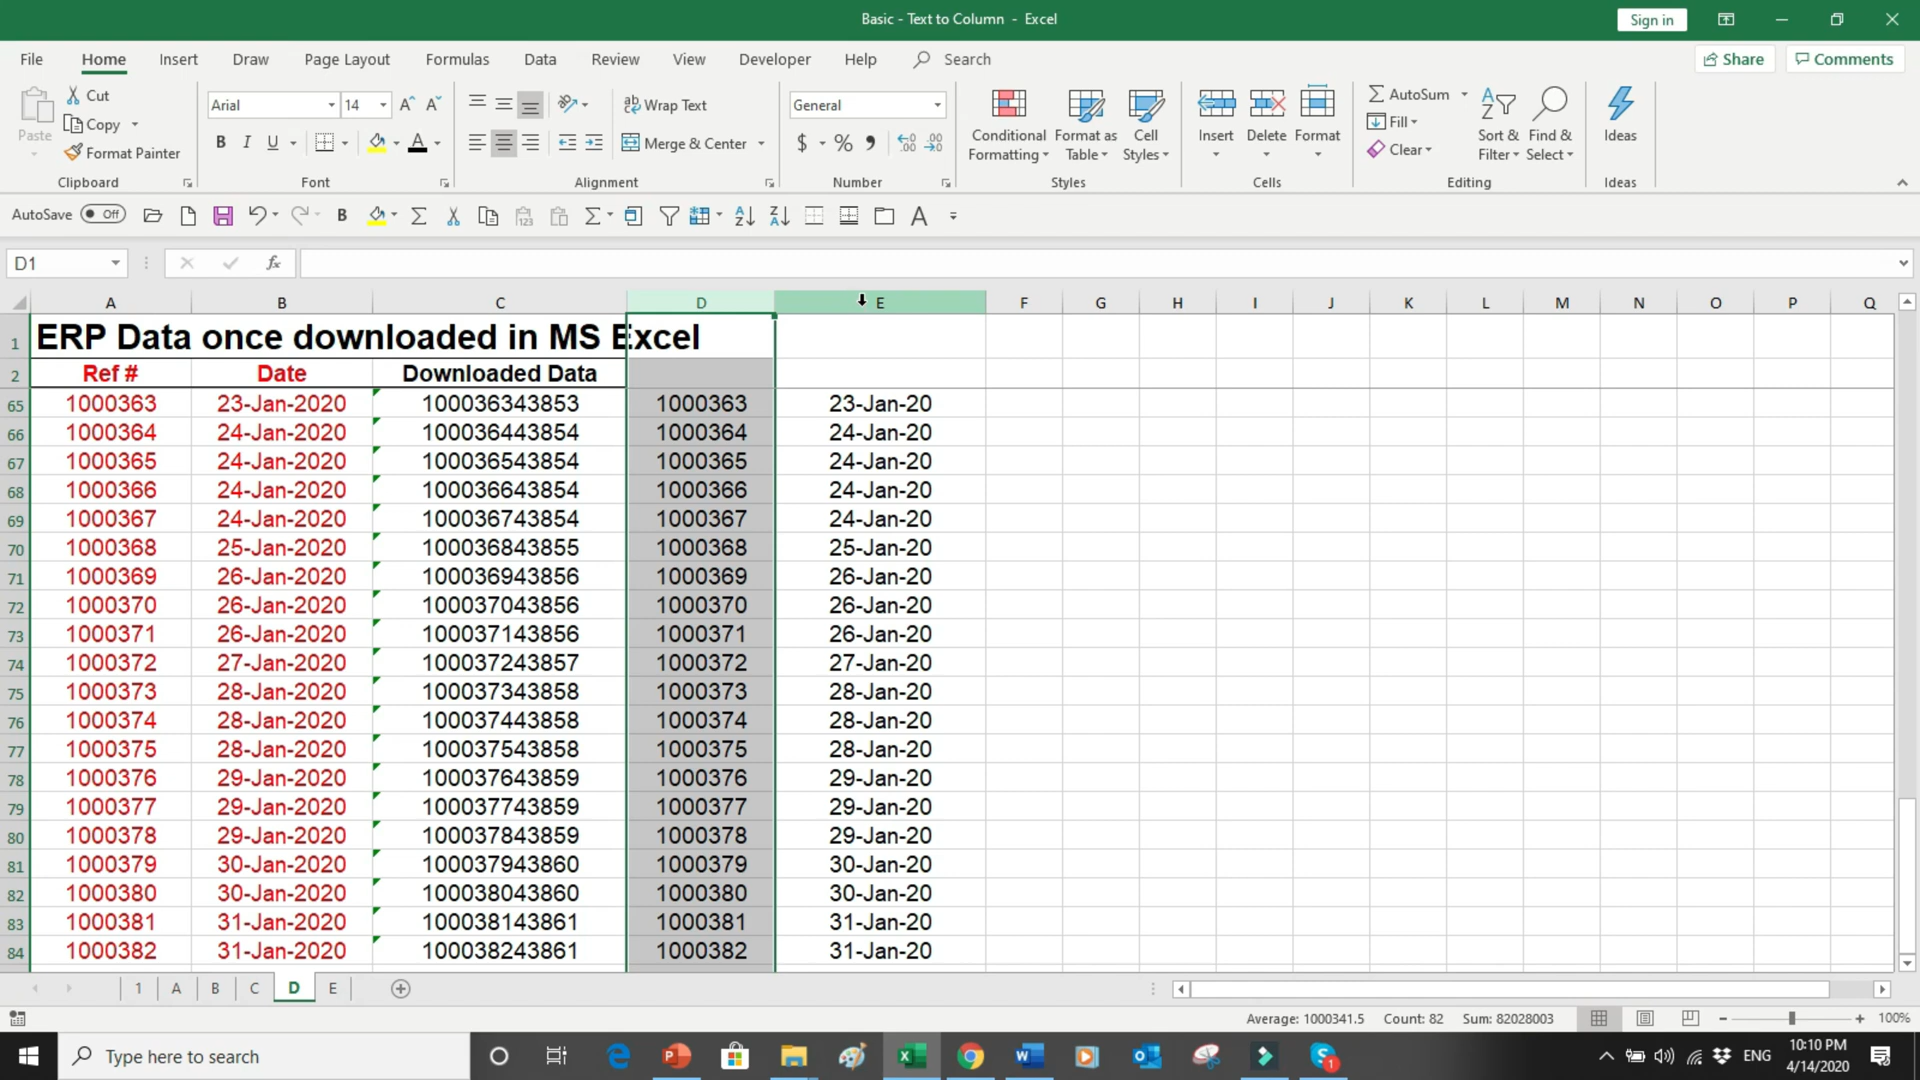 Basic - Text to Column - Excel
Sign in
File Home Insert Draw Page Layout Formulas Data Review View Developer Help Search Share Comments
Paste Cut Copy Format Painter Clipboard
Arial 14 B I U A Font
ab Wrap Text Merge & Center Alignment
General $ % , Number
Conditional Formatting Format as Table Cell Styles Styles
Insert Delete Format Cells
AutoSum Fill Clear Sort & Filter Find & Select Editing
Ideas Ideas
AutoSave Off B A
D1 fx
A B C D E F G H I J K L M N O P Q
1 ERP Data once downloaded in MS Excel
2 Ref # Date Downloaded Data
65 1000363 23-Jan-2020 100036343853 1000363 23-Jan-20
66 1000364 24-Jan-2020 100036443854 1000364 24-Jan-20
67 1000365 24-Jan-2020 100036543854 1000365 24-Jan-20
68 1000366 24-Jan-2020 100036643854 1000366 24-Jan-20
69 1000367 24-Jan-2020 100036743854 1000367 24-Jan-20
70 1000368 25-Jan-2020 100036843855 1000368 25-Jan-20
71 1000369 26-Jan-2020 100036943856 1000369 26-Jan-20
72 1000370 26-Jan-2020 100037043856 1000370 26-Jan-20
73 1000371 26-Jan-2020 100037143856 1000371 26-Jan-20
74 1000372 27-Jan-2020 100037243857 1000372 27-Jan-20
75 1000373 28-Jan-2020 100037343858 1000373 28-Jan-20
76 1000374 28-Jan-2020 100037443858 1000374 28-Jan-20
77 1000375 28-Jan-2020 100037543858 1000375 28-Jan-20
78 1000376 29-Jan-2020 100037643859 1000376 29-Jan-20
79 1000377 29-Jan-2020 100037743859 1000377 29-Jan-20
80 1000378 29-Jan-2020 100037843859 1000378 29-Jan-20
81 1000379 30-Jan-2020 100037943860 1000379 30-Jan-20
82 1000380 30-Jan-2020 100038043860 1000380 30-Jan-20
83 1000381 31-Jan-2020 100038143861 1000381 31-Jan-20
84 1000382 31-Jan-2020 100038243861 1000382 31-Jan-20
1 A B C D E
Average: 1000341.5 Count: 82 Sum: 82028003 100%
Type here to search ENG 10:10 PM
4/14/2020